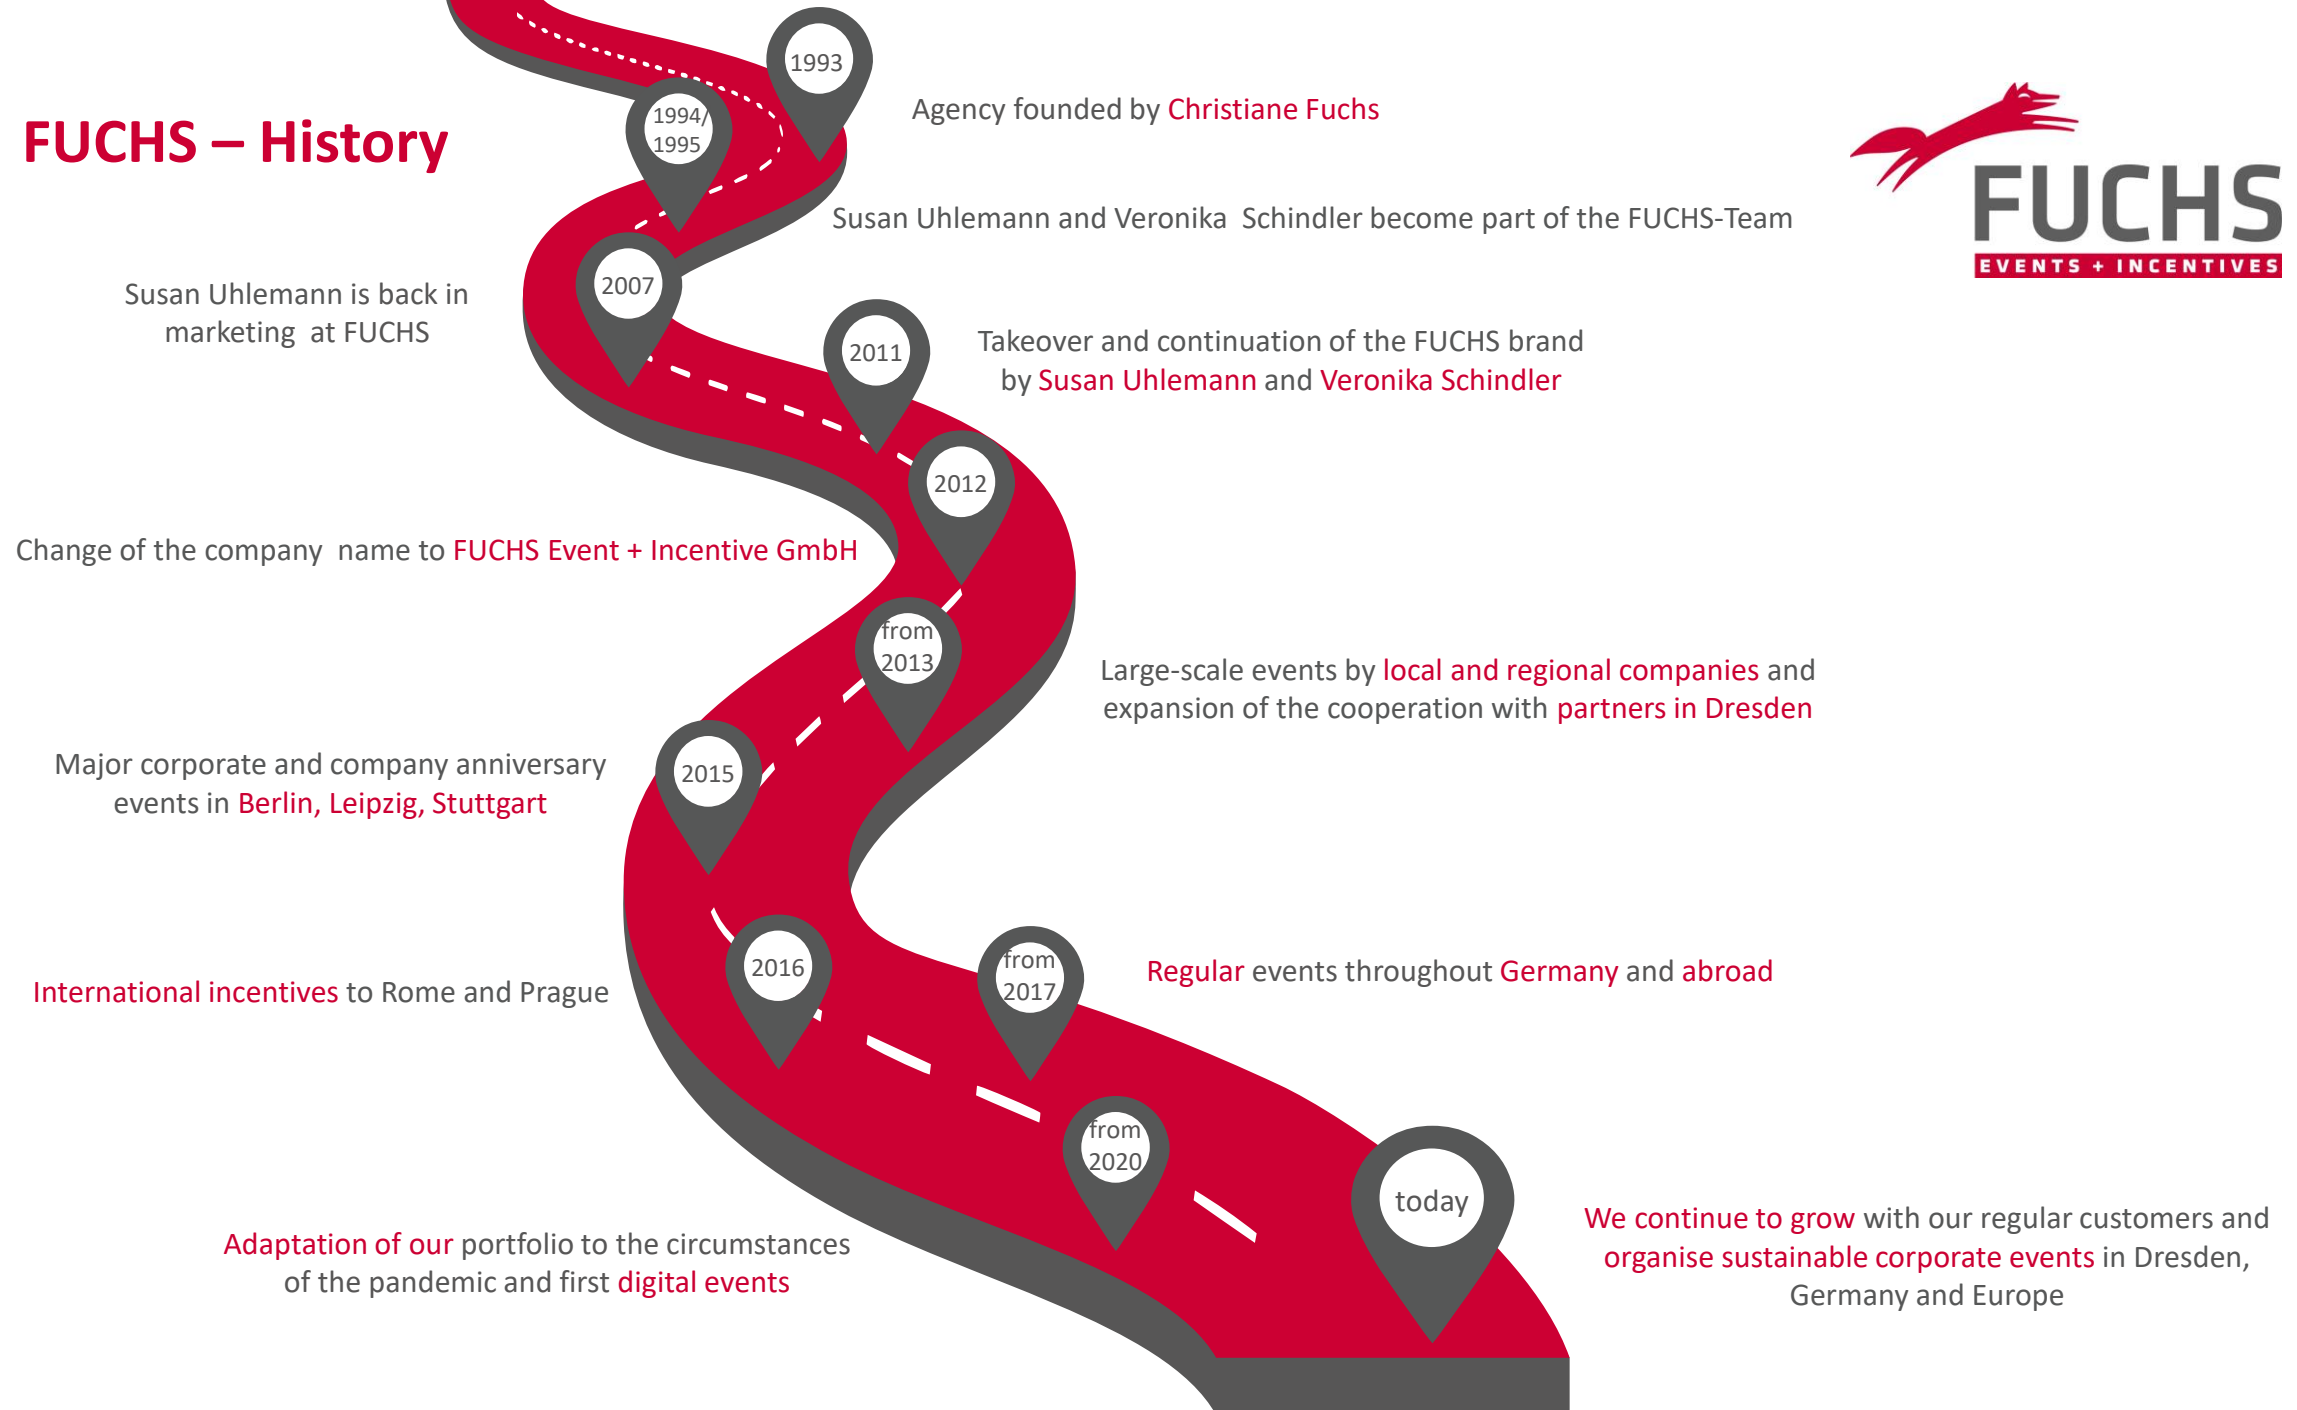 FUCHS – History
1993
Agency founded by Christiane Fuchs
FUCHS
EVENTS + INCENTIVES
1994/
1995
Susan Uhlemann and Veronika Schindler become part of the FUCHS-Team
2007
Susan Uhlemann is back in
marketing at FUCHS
2011
Takeover and continuation of the FUCHS brand
by Susan Uhlemann and Veronika Schindler
2012
Change of the company name to FUCHS Event + Incentive GmbH
from
2013
Large-scale events by local and regional companies and
expansion of the cooperation with partners in Dresden
2015
Major corporate and company anniversary
events in Berlin, Leipzig, Stuttgart
2016
International incentives to Rome and Prague
from
2017
Regular events throughout Germany and abroad
from
2020
Adaptation of our portfolio to the circumstances
of the pandemic and first digital events
today
We continue to grow with our regular customers and
organise sustainable corporate events in Dresden,
Germany and Europe